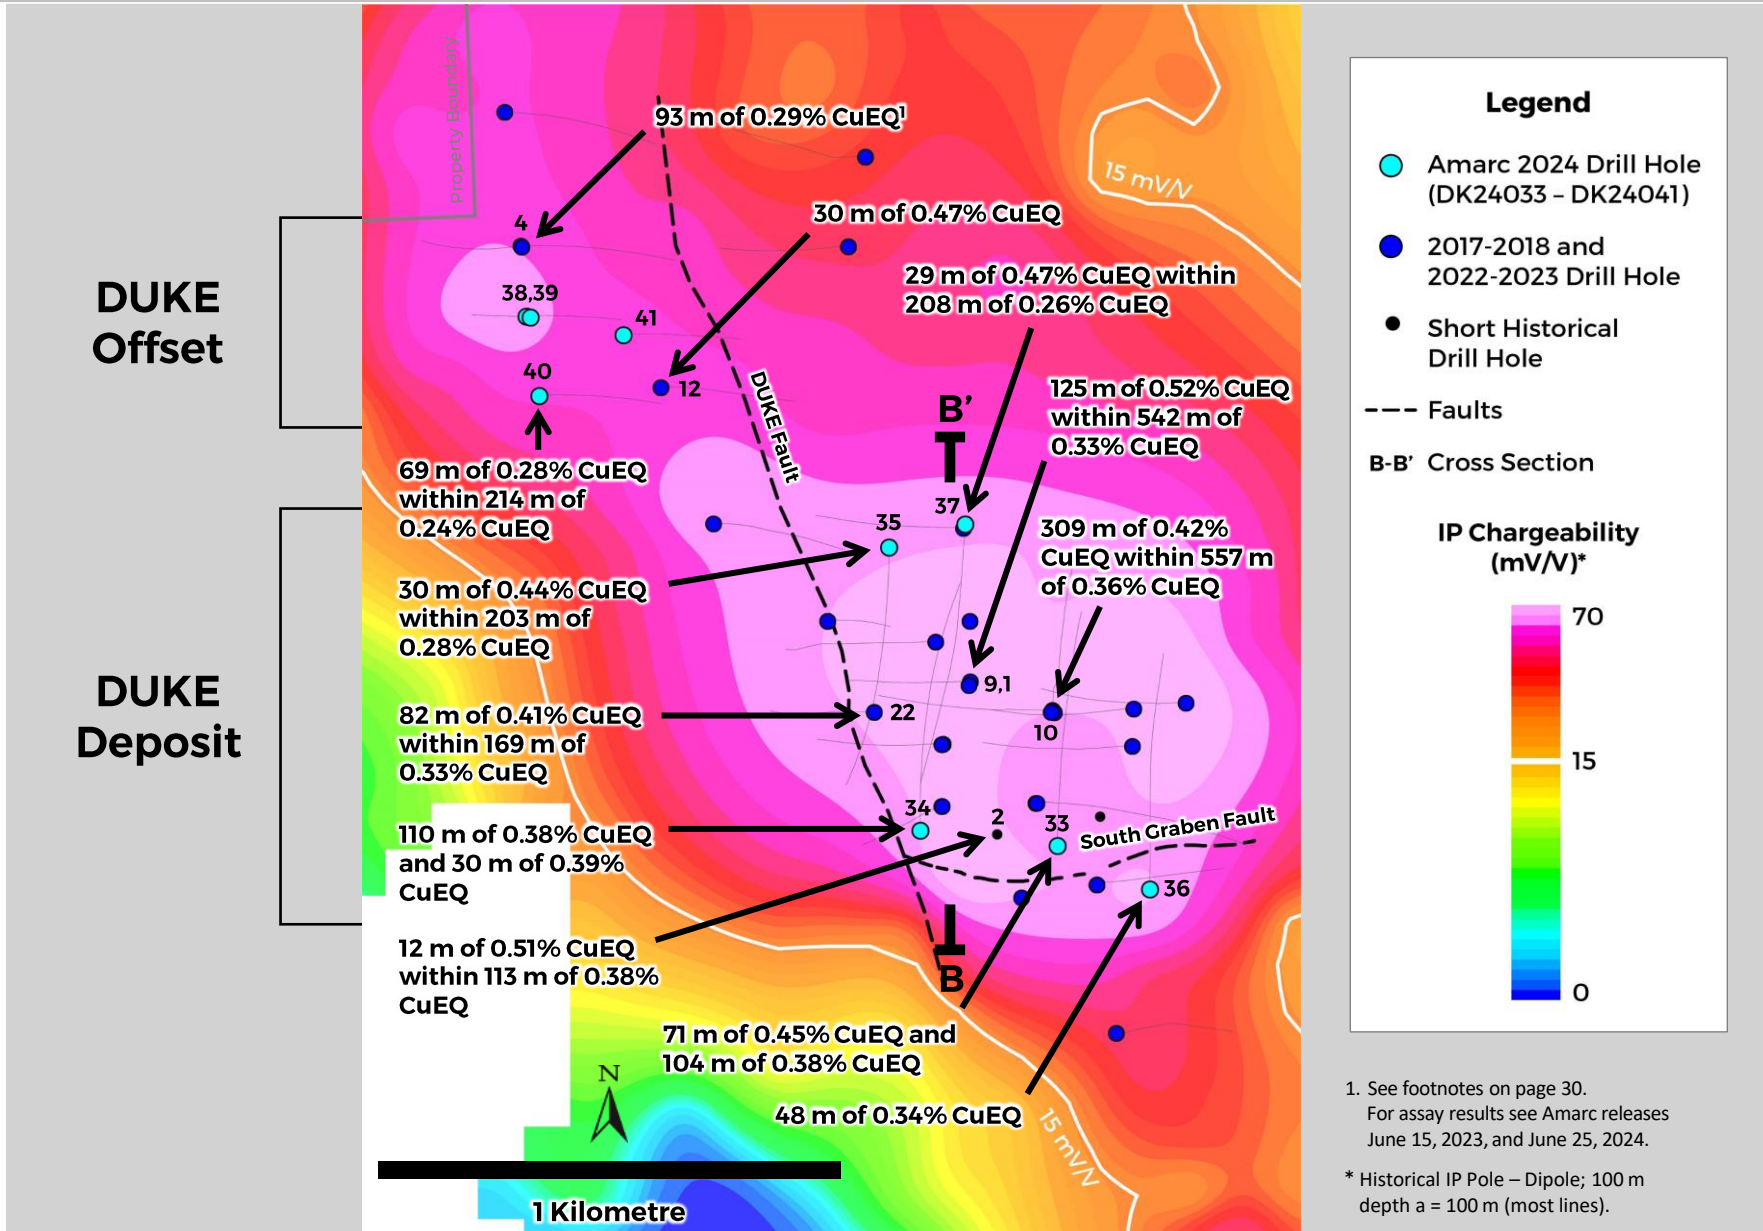 Property Boundary
DUKE
Offset
DUKE
Deposit
93 m of 0.29% CuEQ¹
15 mV/V
4
30 m of 0.47% CuEQ
29 m of 0.47% CuEQ within
208 m of 0.26% CuEQ
38,39
41
40
12
DUKE Fault
B’
125 m of 0.52% CuEQ
within 542 m of
0.33% CuEQ
69 m of 0.28% CuEQ
within 214 m of
0.24% CuEQ
37
35
309 m of 0.42%
CuEQ within 557 m
of 0.36% CuEQ
30 m of 0.44% CuEQ
within 203 m of
0.28% CuEQ
9,1
22
10
82 m of 0.41% CuEQ
within 169 m of
0.33% CuEQ
34
2
33
South Graben Fault
110 m of 0.38% CuEQ
and 30 m of 0.39%
CuEQ
36
12 m of 0.51% CuEQ
within 113 m of 0.38%
CuEQ
B
71 m of 0.45% CuEQ and
104 m of 0.38% CuEQ
48 m of 0.34% CuEQ
15 mV/V
N
1 Kilometre
Legend
Amarc 2024 Drill Hole
(DK24033 – DK24041)
2017-2018 and
2022-2023 Drill Hole
Short Historical
Drill Hole
Faults
B-B’ Cross Section
IP Chargeability
(mV/V)*
70
15
0
1. See footnotes on page 30.
For assay results see Amarc releases
June 15, 2023, and June 25, 2024.
* Historical IP Pole – Dipole; 100 m
depth a = 100 m (most lines).